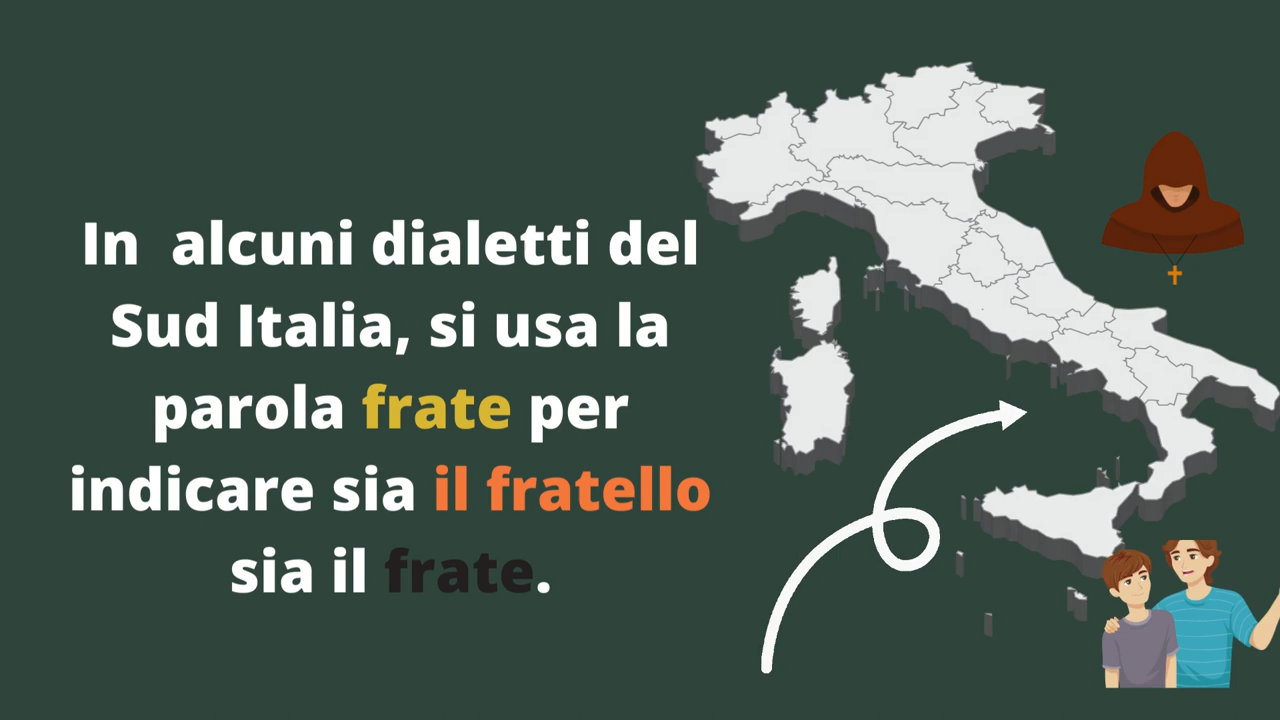 In  alcuni dialetti del
Sud Italia, si usa la
parola frate per
indicare sia il fratello
sia il frate.